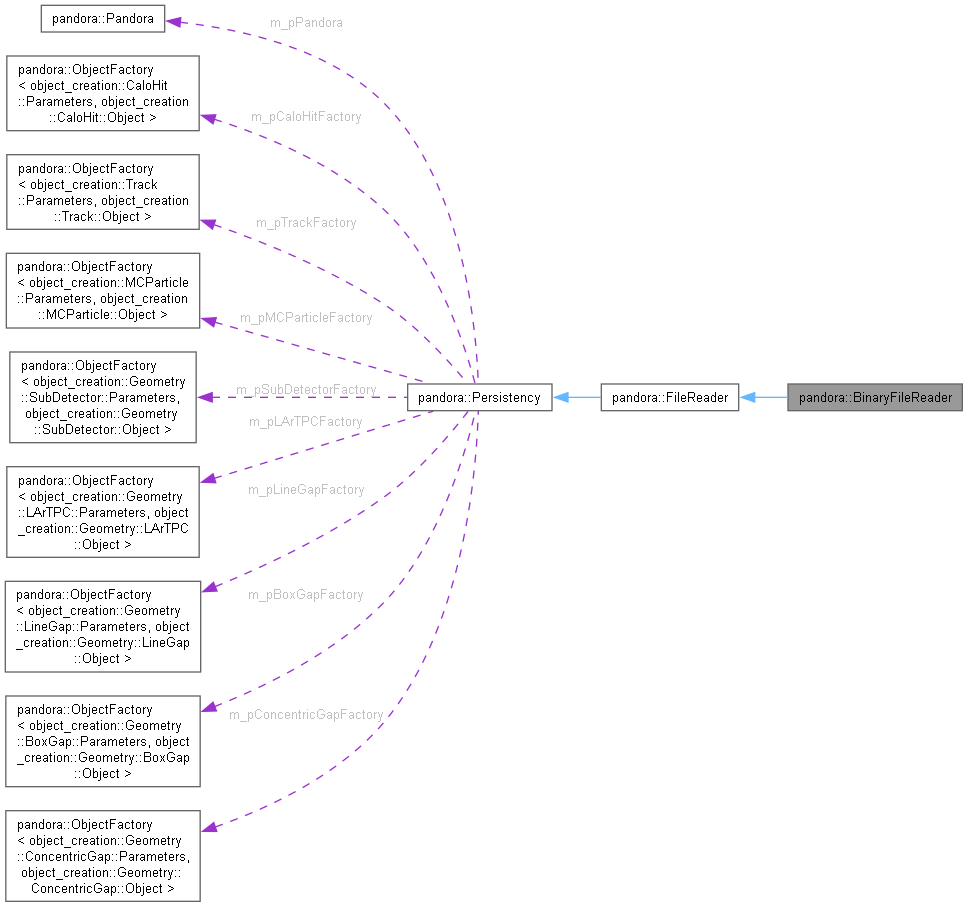 pandora::Pandora
m_pPandora
pandora::ObjectFactory
< object_creation::CaloHit
::Parameters, object_creation
::CaloHit::Object >
m_pCaloHitFactory
pandora::ObjectFactory
< object_creation::Track
::Parameters, object_creation
::Track::Object >
m_pTrackFactory
pandora::ObjectFactory
< object_creation::MCParticle
::Parameters, object_creation
::MCParticle::Object >
m_pMCParticleFactory
pandora::ObjectFactory
< object_creation::Geometry
::SubDetector::Parameters,
object_creation::Geometry
::SubDetector::Object >
m_pSubDetectorFactory
pandora::Persistency
pandora::FileReader
pandora::BinaryFileReader
m_pLArTPCFactory
pandora::ObjectFactory
< object_creation::Geometry
::LArTPC::Parameters, object
_creation::Geometry::LArTPC
::Object >
m_pLineGapFactory
pandora::ObjectFactory
< object_creation::Geometry
::LineGap::Parameters, object
_creation::Geometry::LineGap
::Object >
m_pBoxGapFactory
pandora::ObjectFactory
< object_creation::Geometry
::BoxGap::Parameters, object
_creation::Geometry::BoxGap
::Object >
m_pConcentricGapFactory
pandora::ObjectFactory
< object_creation::Geometry
::ConcentricGap::Parameters,
object_creation::Geometry::
ConcentricGap::Object >